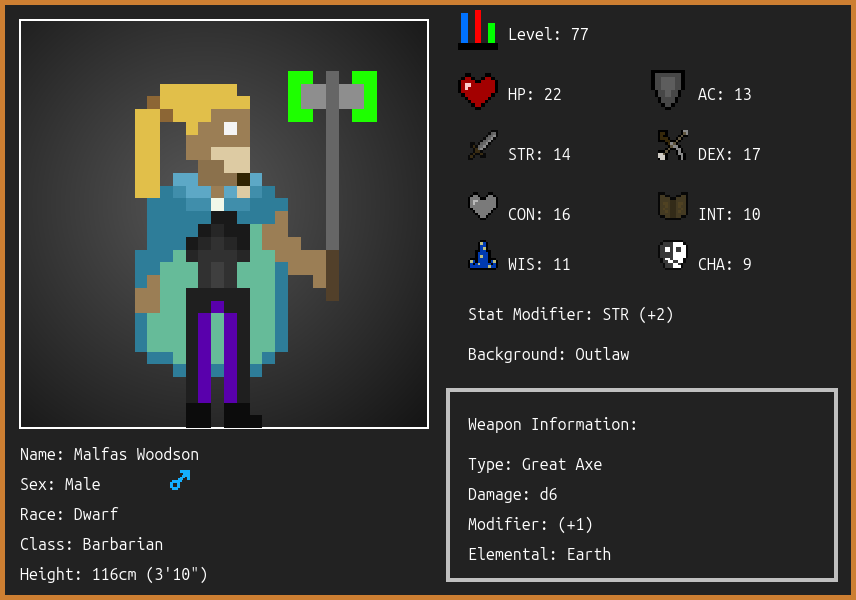 Level: 77
HP: 22
AC: 13
STR: 14
DEX: 17
CON: 16
INT: 10
WIS: 11
CHA: 9
Stat Modifier: STR (+2)
Background: Outlaw
Weapon Information:
Type: Great Axe
Damage: d6
Modifier: (+1)
Elemental: Earth
Name: Malfas Woodson
Sex: Male
Race: Dwarf
Class: Barbarian
Height: 116cm (3'10")